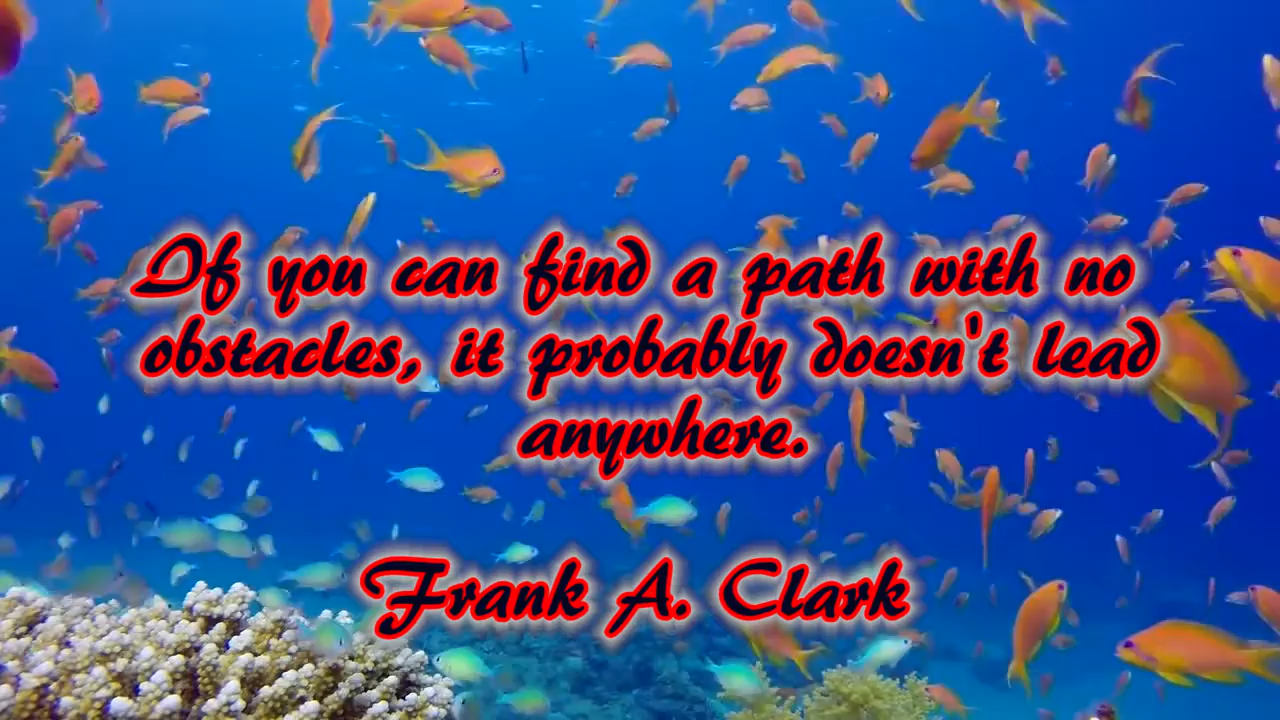 If you can find a path with no
obstacles, it probably doesn't lead
anywhere.
Frank A. Clark